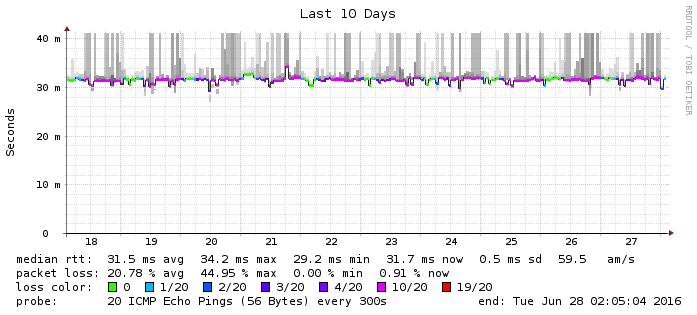 Last 10 Days
RRDTOOL / TOBI OETIKER
Seconds
40 m
30 m
20 m
10 m
0
18 19 20 21 22 23 24 25 26 27
median rtt: 31.5 ms avg 34.2 ms max 29.2 ms min 31.7 ms now 0.5 ms sd 59.5 am/s
packet loss: 20.78 % avg 44.95 % max 0.00 % min 0.91 % now
loss color: 0 1/20 2/20 3/20 4/20 10/20 19/20
probe: 20 ICMP Echo Pings (56 Bytes) every 300s end: Tue Jun 28 02:05:04 2016